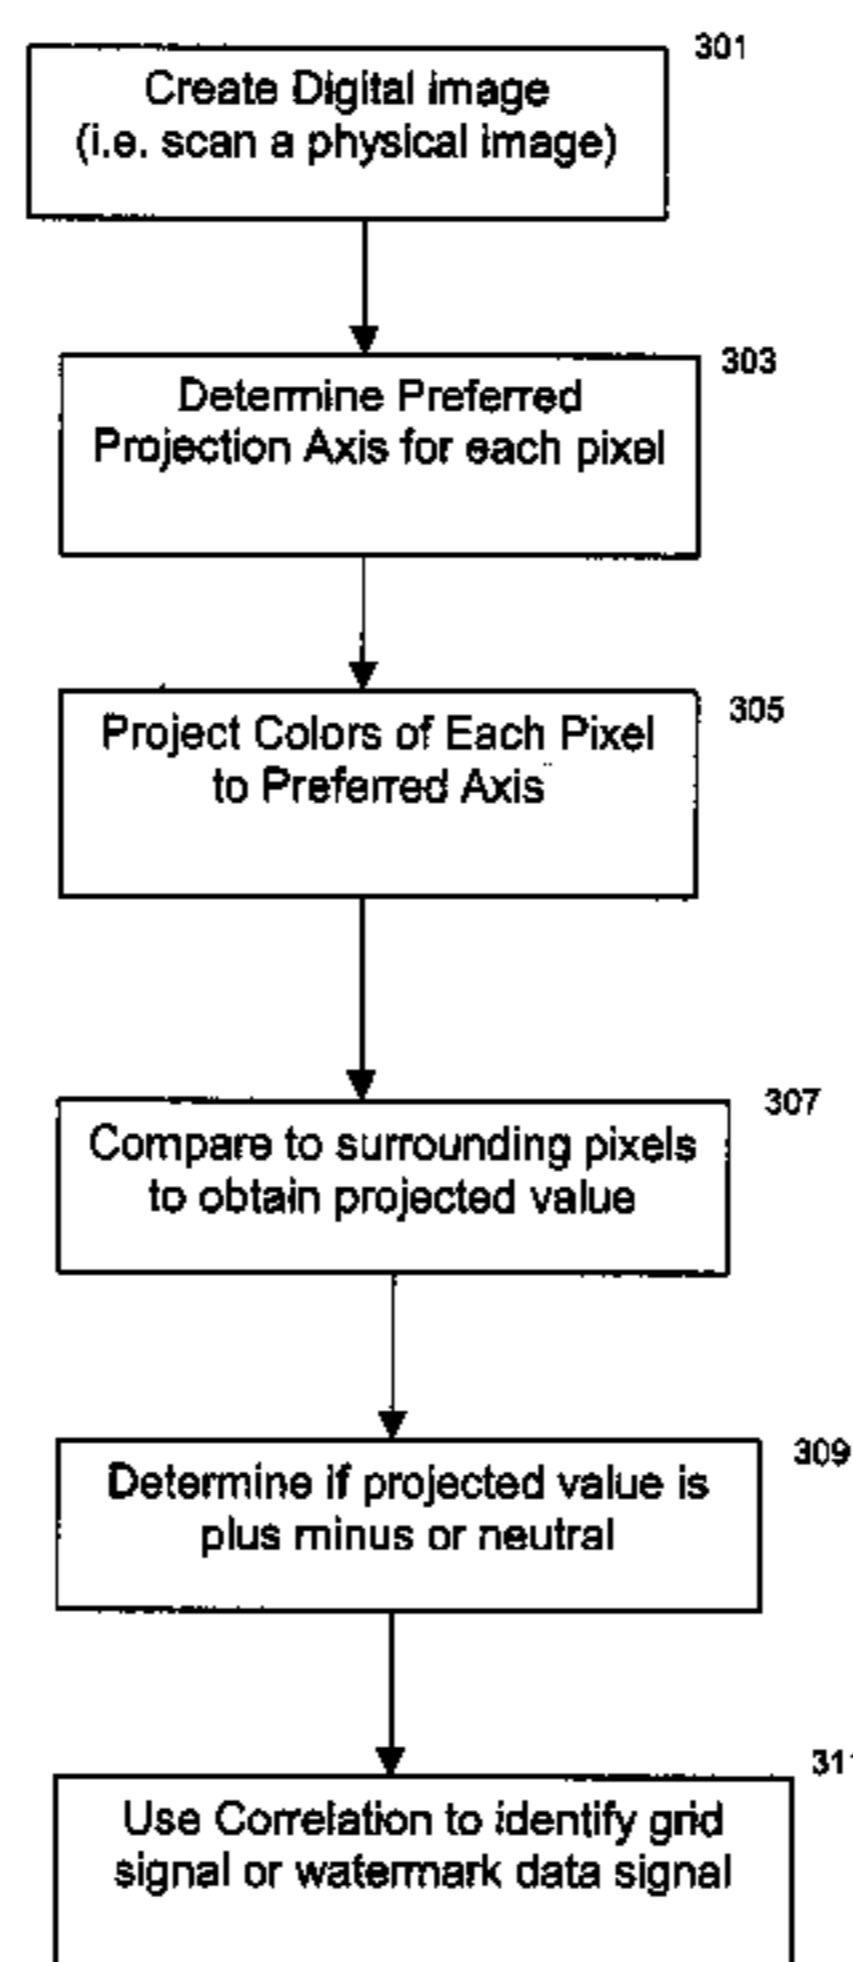 301
Create Digital image
(i.e. scan a physical image)
303
Determine Preferred
Projection Axis for each pixel
305
Project Colors of Each Pixel
to Preferred Axis
307
Compare to surrounding pixels
to obtain projected value
309
Determine if projected value is
plus minus or neutral
311
Use Correlation to identify grid
signal or watermark data signal